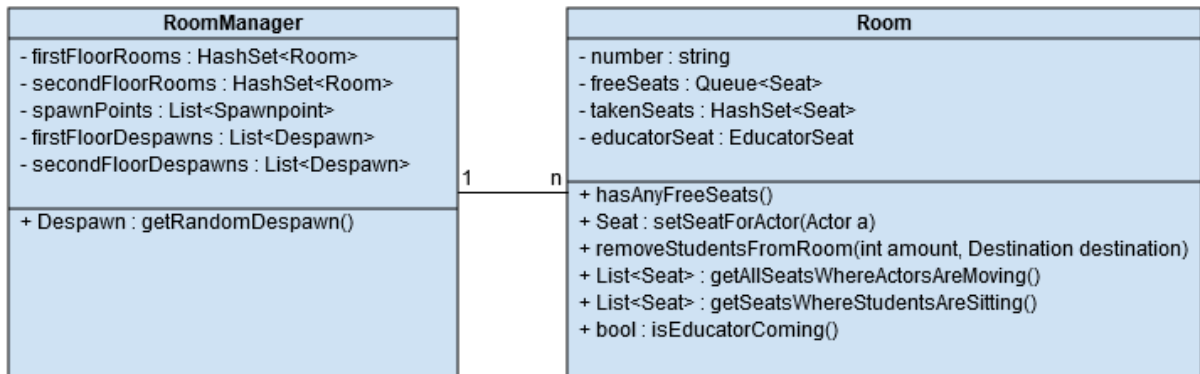 RoomManager
- firstFloorRooms : HashSet<Room>
- secondFloorRooms : HashSet<Room>
- spawnPoints : List<Spawnpoint>
- firstFloorDespawns : List<Despawn>
- secondFloorDespawns : List<Despawn>
+ Despawn : getRandomDespawn()
1
n
Room
- number : string
- freeSeats : Queue<Seat>
- takenSeats : HashSet<Seat>
- educatorSeat : EducatorSeat
+ hasAnyFreeSeats()
+ Seat : setSeatForActor(Actor a)
+ removeStudentsFromRoom(int amount, Destination destination)
+ List<Seat> : getAllSeatsWhereActorsAreMoving()
+ List<Seat> : getSeatsWhereStudentsAreSitting()
+ bool : isEducatorComing()